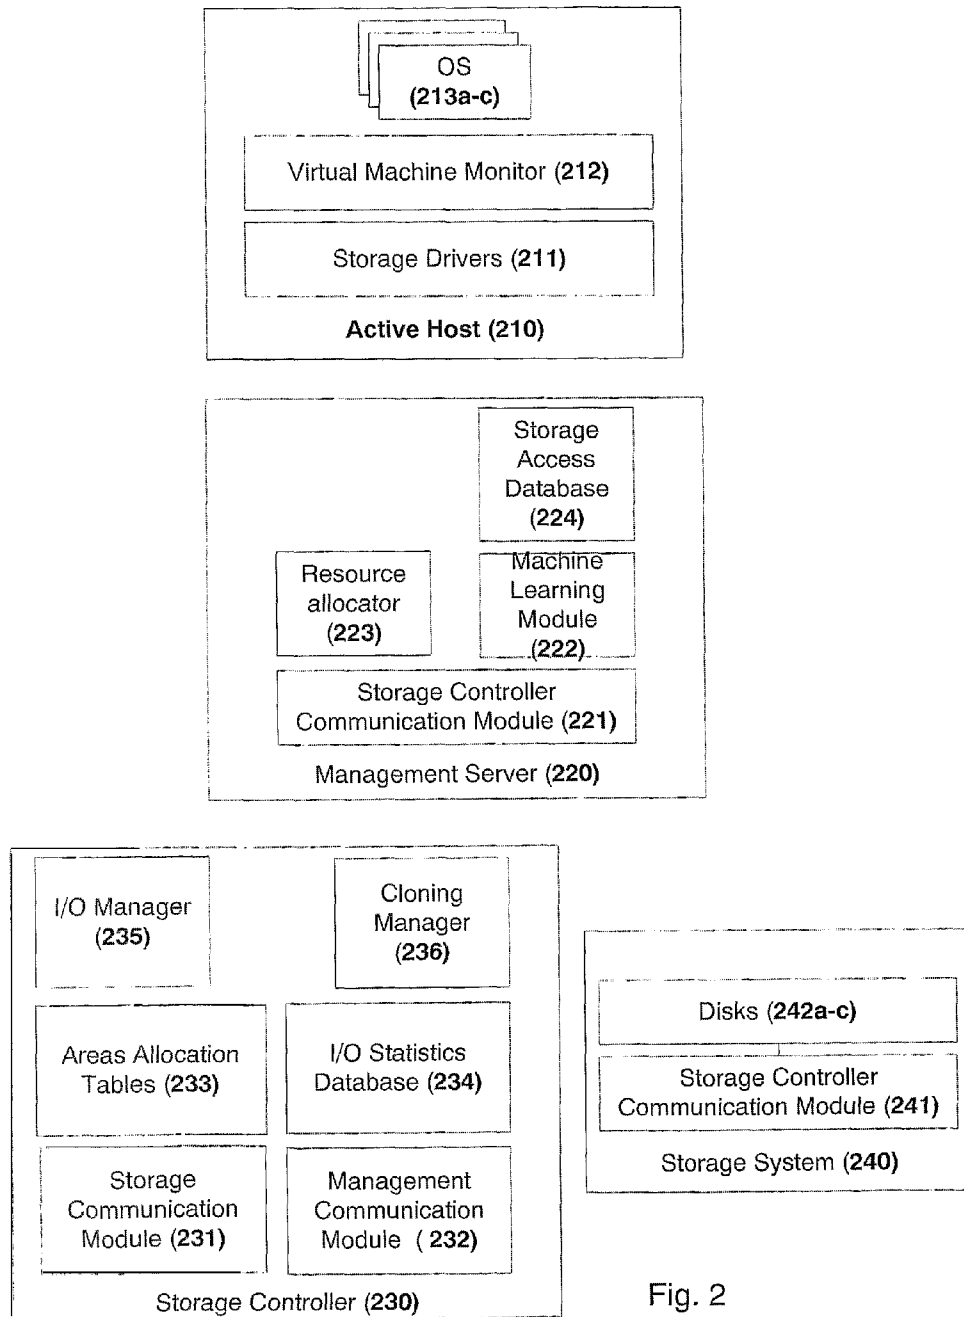 OS
(213a-c)
Virtual Machine Monitor (212)
Storage Drivers (211)
Active Host (210)
Storage
Access
Database
(224)
Resource
allocator
(223)
Machine
Learning
Module
(222)
Storage Controller
Communication Module (221)
Management Server (220)
I/O Manager
(235)
Cloning
Manager
(236)
Areas Allocation
Tables (233)
I/O Statistics
Database (234)
Storage
Communication
Module (231)
Management
Communication
Module ( 232)
Storage Controller (230)
Disks (242a-c)
Storage Controller
Communication Module (241)
Storage System (240)
Fig. 2